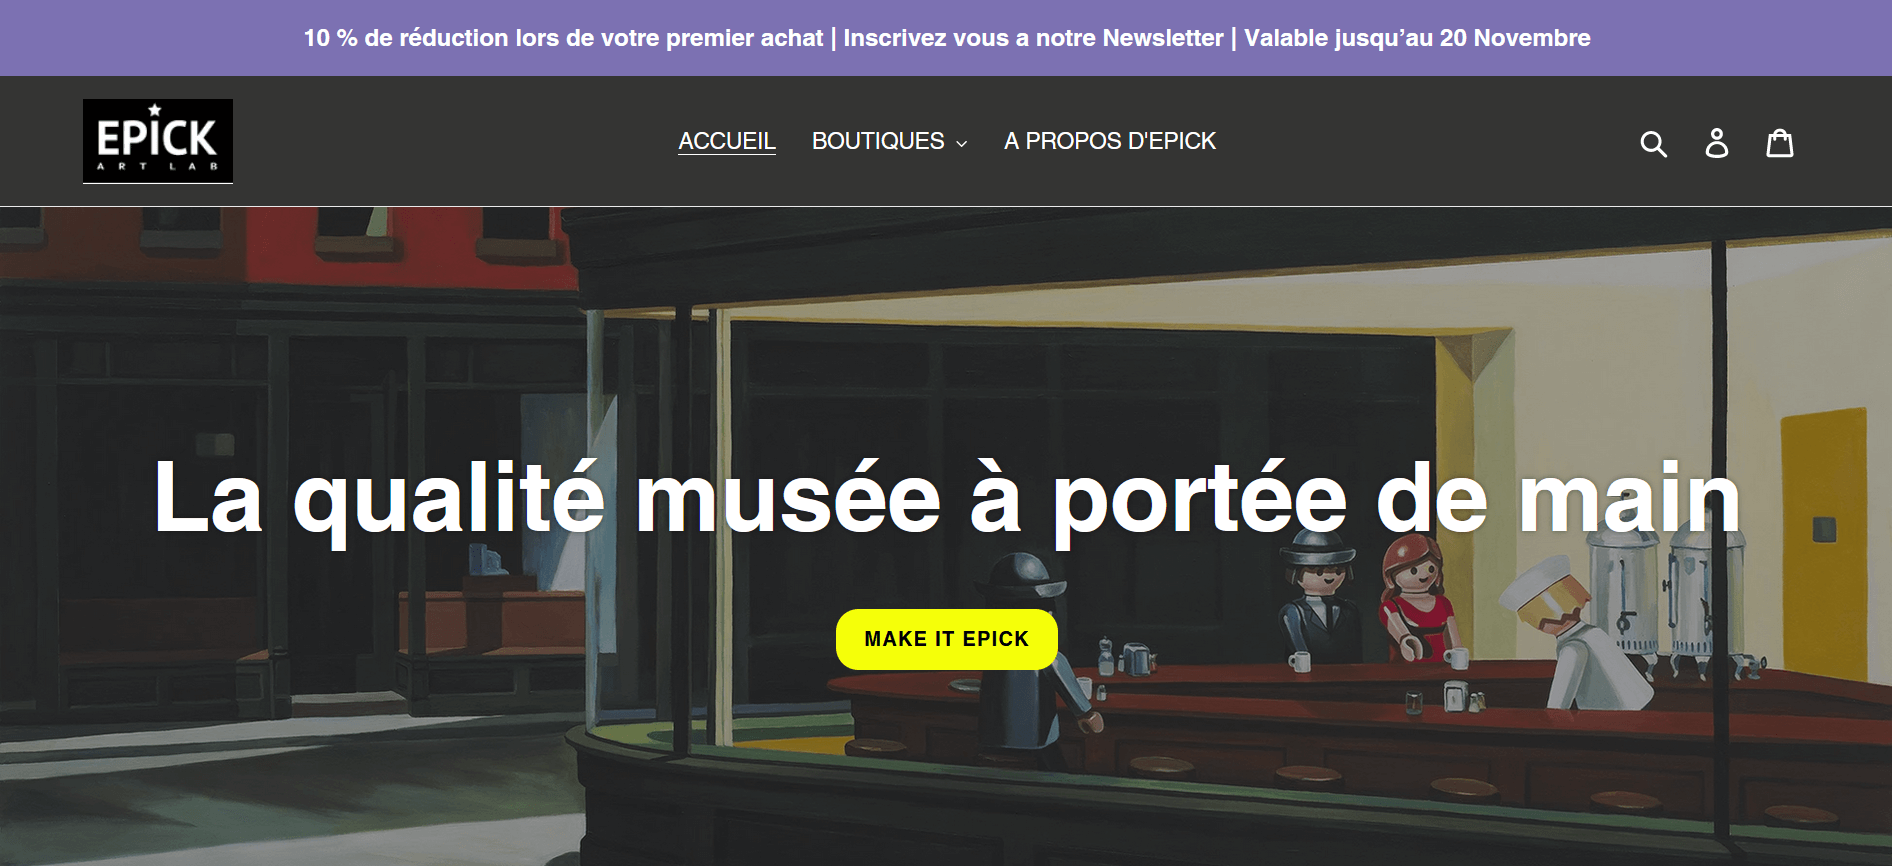 10 % de réduction lors de votre premier achat | Inscrivez vous a notre Newsletter | Valable jusqu’au 20 Novembre
EPICK
ART LAB
ACCUEIL
BOUTIQUES
A PROPOS D'EPICK
La qualité musée à portée de main
MAKE IT EPICK